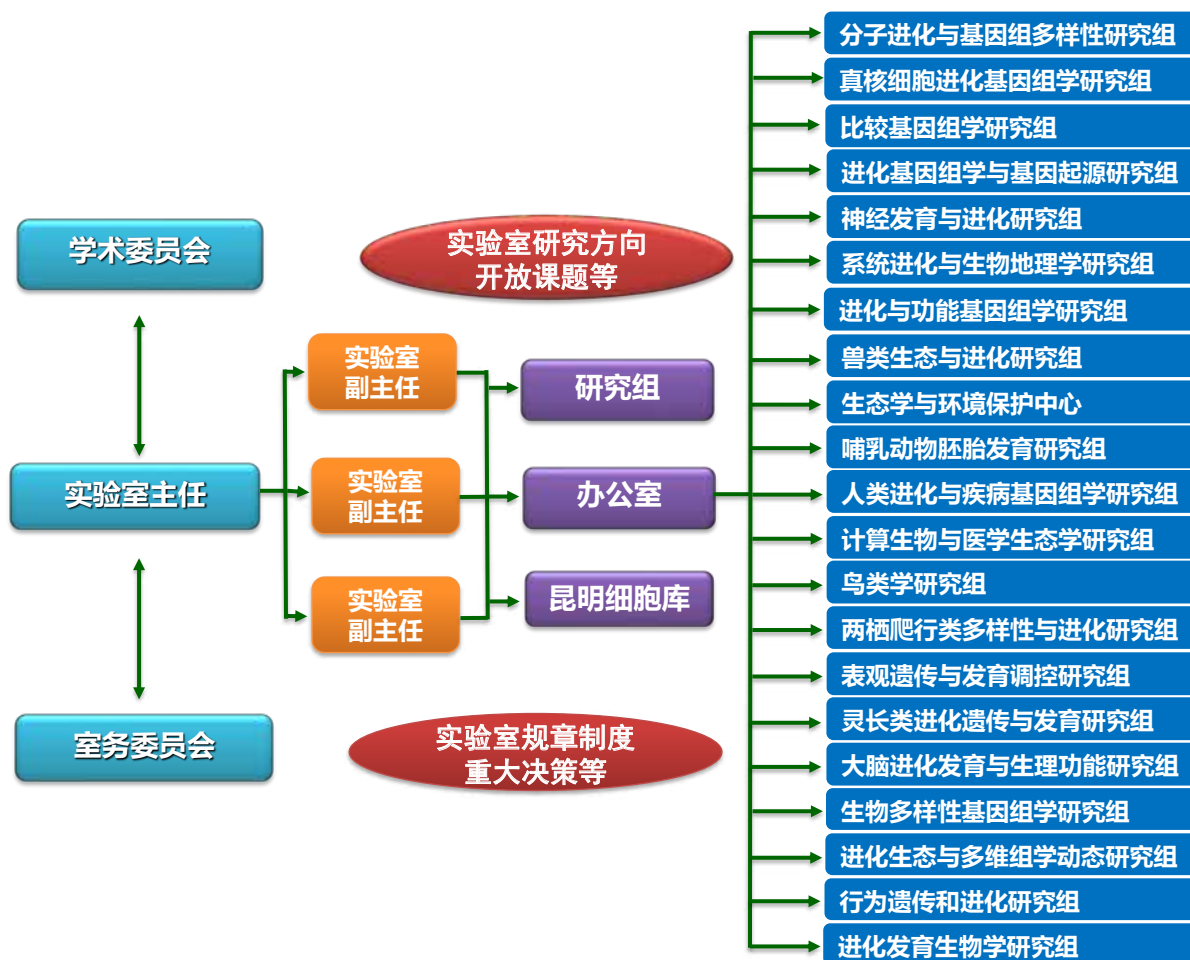 学术委员会
实验室主任
室务委员会
实验室研究方向
开放课题等
实验室
副主任
实验室
副主任
实验室
副主任
研究组
办公室
昆明细胞库
实验室规章制度
重大决策等
分子进化与基因组多样性研究组
真核细胞进化基因组学研究组
比较基因组学研究组
进化基因组学与基因起源研究组
神经发育与进化研究组
系统进化与生物地理学研究组
进化与功能基因组学研究组
兽类生态与进化研究组
生态学与环境保护中心
哺乳动物胚胎发育研究组
人类进化与疾病基因组学研究组
计算生物与医学生态学研究组
鸟类学研究组
两栖爬行类多样性与进化研究组
表观遗传与发育调控研究组
灵长类进化遗传与发育研究组
大脑进化发育与生理功能研究组
生物多样性基因组学研究组
进化生态与多维组学动态研究组
行为遗传和进化研究组
进化发育生物学研究组